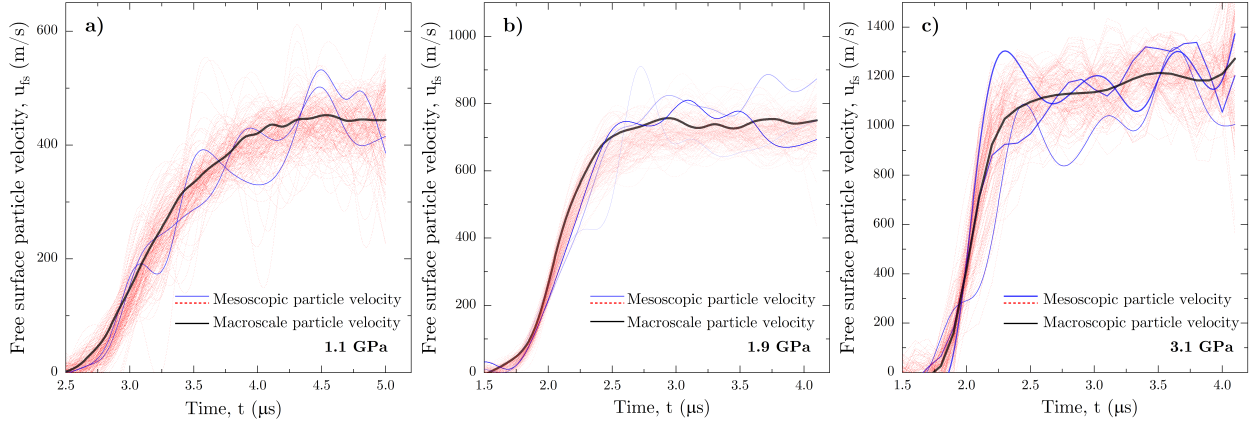 a)
Free surface particle velocity, u_fs (m/s)
600
400
200
0
2.5 3.0 3.5 4.0 4.5 5.0
Time, t (μs)
Mesoscopic particle velocity
Macroscale particle velocity
1.1 GPa
b)
Free surface particle velocity, u_fs (m/s)
1000
800
600
400
200
0
1.5 2.0 2.5 3.0 3.5 4.0
Time, t (μs)
Mesoscopic particle velocity
Macroscale particle velocity
1.9 GPa
c)
Free surface particle velocity, u_fs (m/s)
1400
1200
1000
800
600
400
200
0
1.5 2.0 2.5 3.0 3.5 4.0
Time, t (μs)
Mesoscopic particle velocity
Macroscopic particle velocity
3.1 GPa